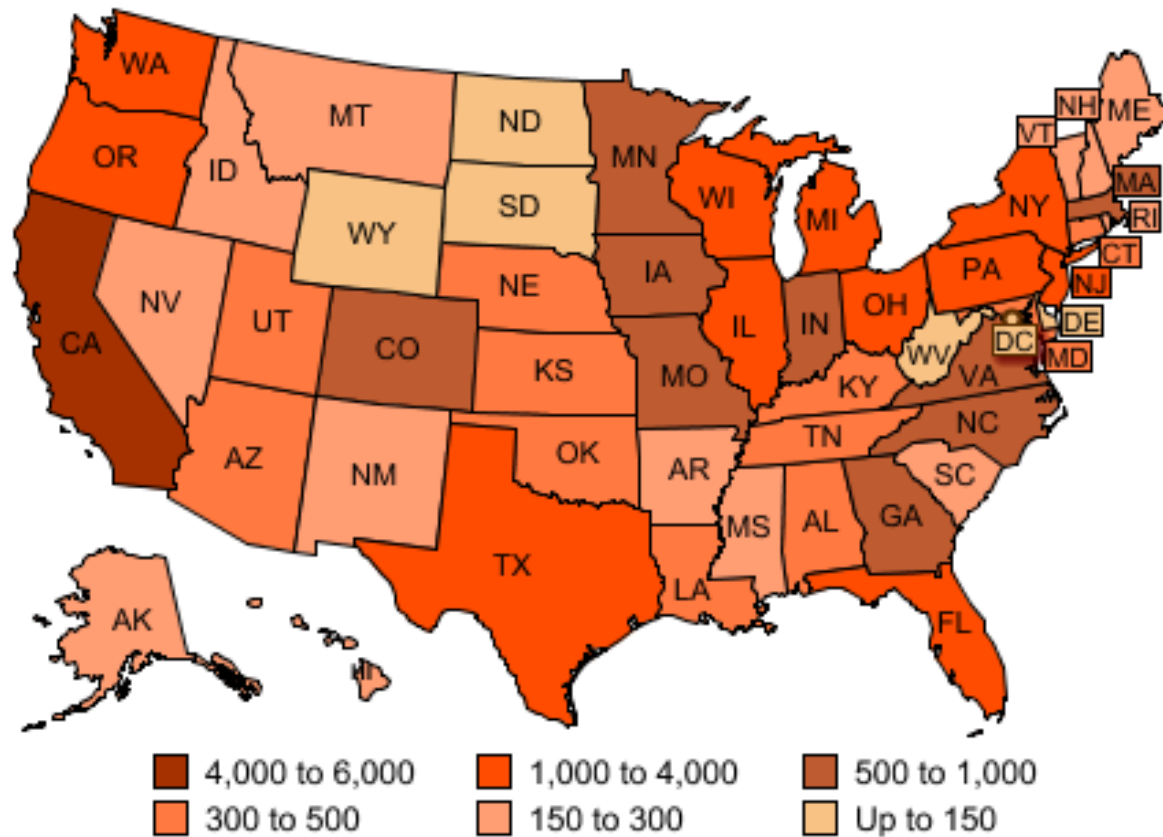 WA
MT
ND
MN
NH
ME
VT
OR
ID
SD
WI
MI
NY
MA
RI
WY
CT
NE
IA
PA
NJ
NV
UT
CO
IL
IN
OH
DE
DC
CA
KS
MO
WV
VA
MD
KY
AZ
NM
OK
AR
TN
NC
SC
MS
AL
GA
TX
LA
FL
AK
HI
4,000 to 6,000
1,000 to 4,000
500 to 1,000
300 to 500
150 to 300
Up to 150